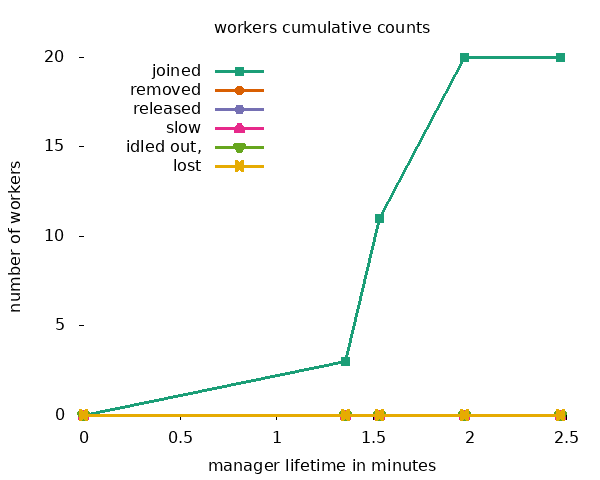 workers cumulative counts
20
15
10
5
0
number of workers
joined
removed
released
slow
idled out,
lost
0 0.5 1 1.5 2 2.5
manager lifetime in minutes